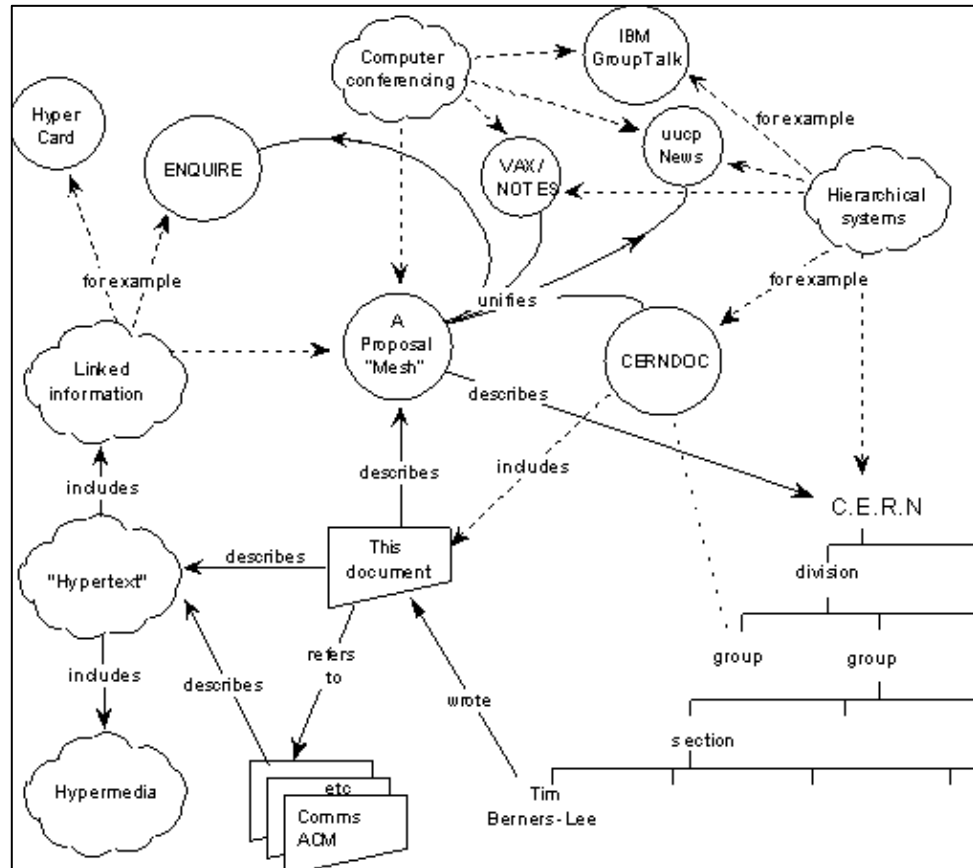 IBM
GroupTalk
Computer
conferencing
Hyper
Card
for example
uucp
News
ENQUIRE
VAX/
NOTES
Hierarchical
systems
for example
for example
unifies
A
Proposal
"Mesh"
CERNDOC
Linked
information
describes
includes
describes
includes
C.E.R.N
This
document
describes
"Hypertext"
division
refers
to
group
group
includes
describes
wrote
section
Hypermedia
etc
Comms
ACM
Tim
Berners-Lee